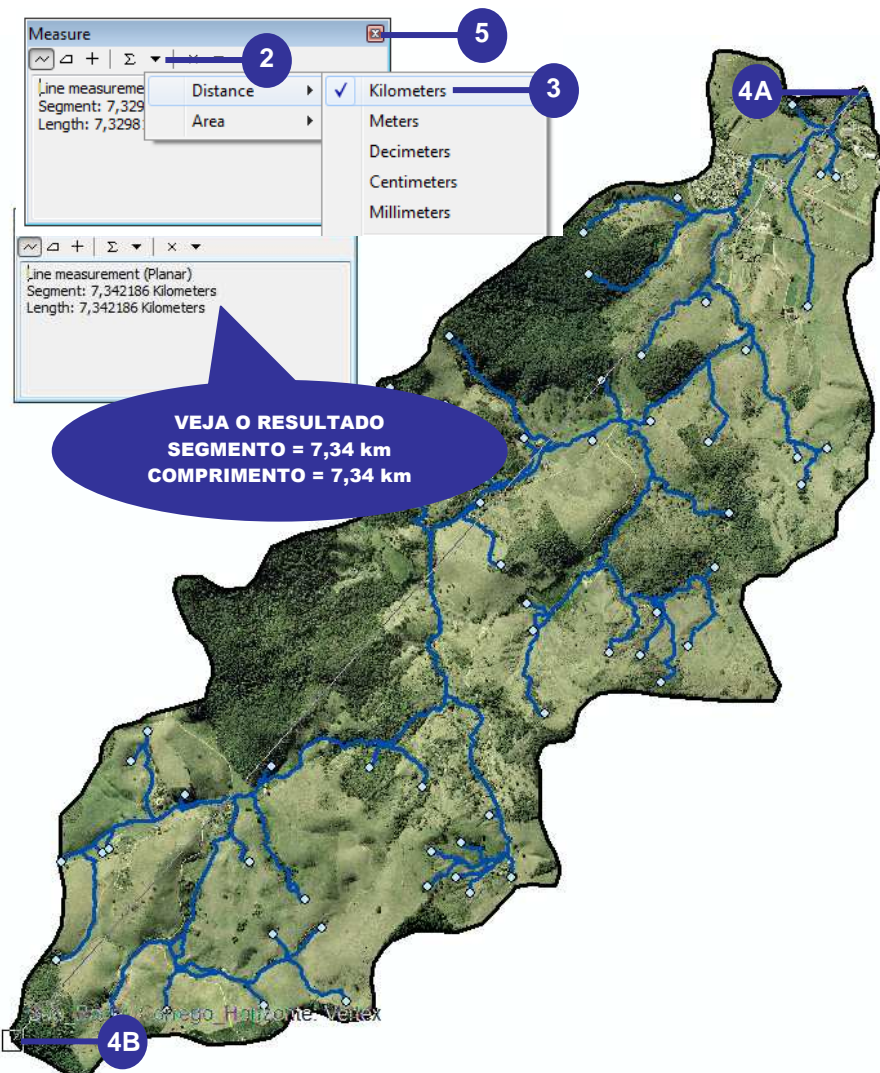 Measure
5
2
Line measureme
Segment: 7,329
Length: 7,3298
Distance
Area
Kilometers
3
Meters
Decimeters
Centimeters
Millimeters
4A
Line measurement (Planar)
Segment: 7,342186 Kilometers
Length: 7,342186 Kilometers
VEJA O RESULTADO
SEGMENTO = 7,34 km
COMPRIMENTO = 7,34 km
Horizonte: Vertex
4B